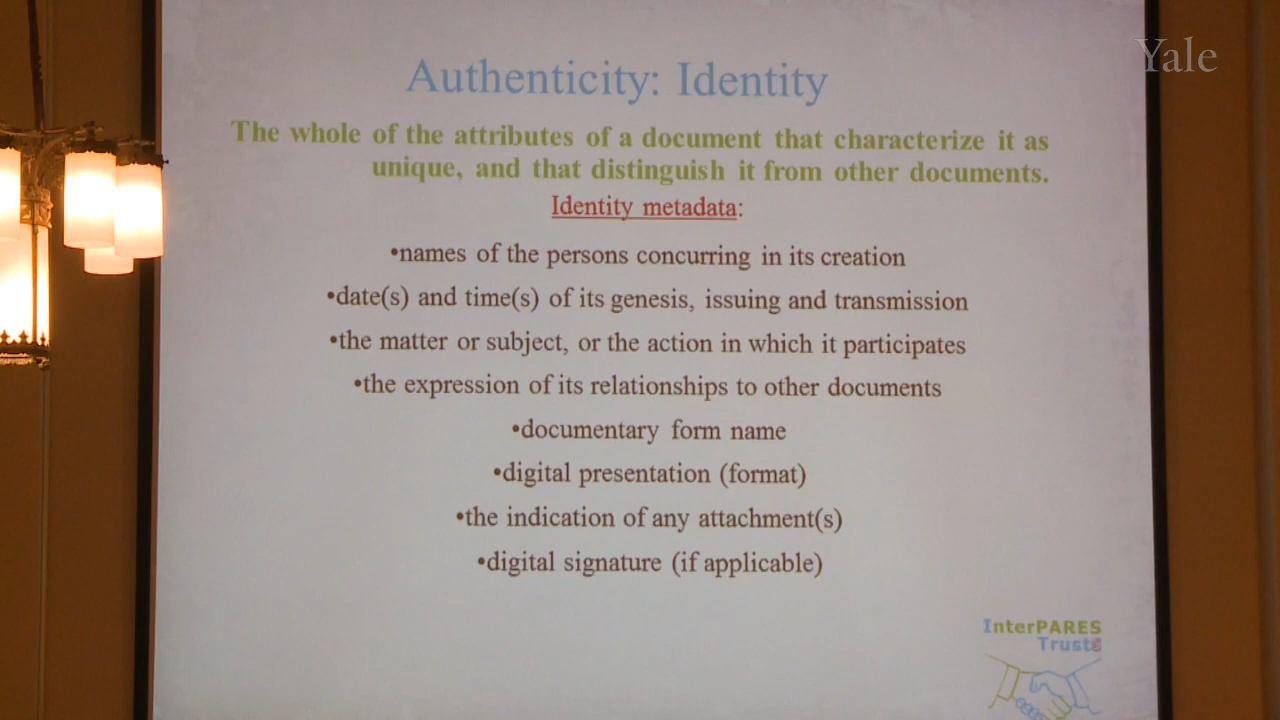 Yale
Authenticity: Identity
The whole of the attributes of a document that characterize it as
unique, and that distinguish it from other documents.
Identity metadata:
•names of the persons concurring in its creation
•date(s) and time(s) of its genesis, issuing and transmission
•the matter or subject, or the action in which it participates
•the expression of its relationships to other documents
•documentary form name
•digital presentation (format)
•the indication of any attachment(s)
•digital signature (if applicable)
InterPARES
Trust